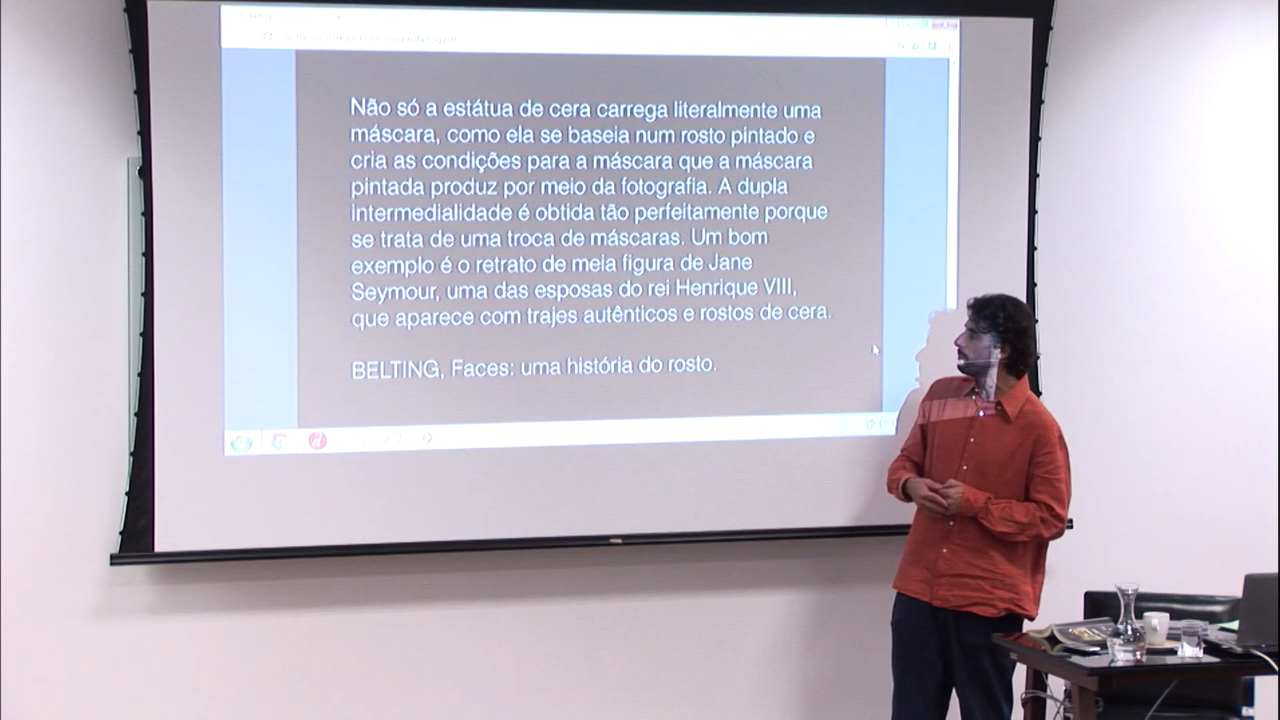 Não só a estátua de cera carrega literalmente uma
máscara, como ela se baseia num rosto pintado e
cria as condições para a máscara que a máscara
pintada produz por meio da fotografia. A dupla
intermedialidade é obtida tão perfeitamente porque
se trata de uma troca de máscaras. Um bom
exemplo é o retrato de meia figura de Jane
Seymour, uma das esposas do rei Henrique VIII,
que aparece com trajes autênticos e rostos de cera.
BELTING, Faces: uma história do rosto.